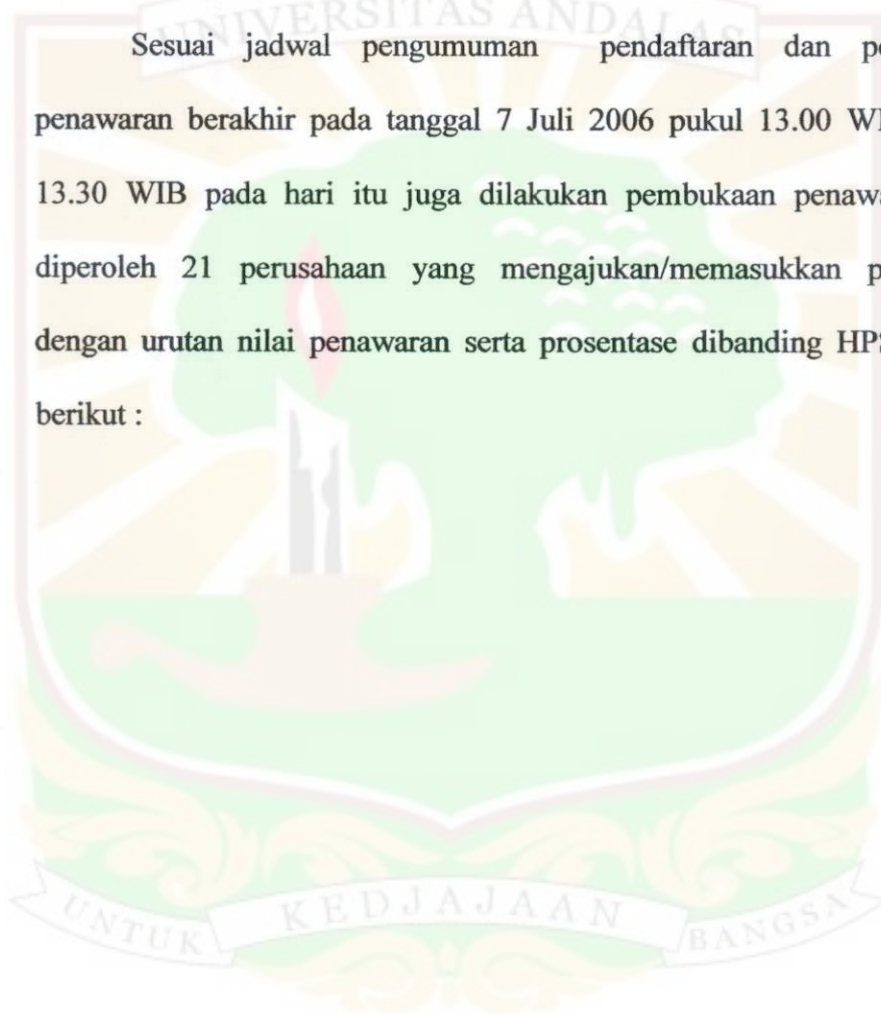 UNIVERSITAS ANDALAS
Sesuai jadwal pengumuman pendaftaran dan
penawaran berakhir pada tanggal 7 Juli 2006 pukul 13.00
13.30 WIB pada hari itu juga dilakukan pembukaan
diperoleh 21 perusahaan yang mengajukan/memasukkan
dengan urutan nilai penawaran serta prosentase dibanding
berikut :
UNTUK KEDJAJAAN BANGSA